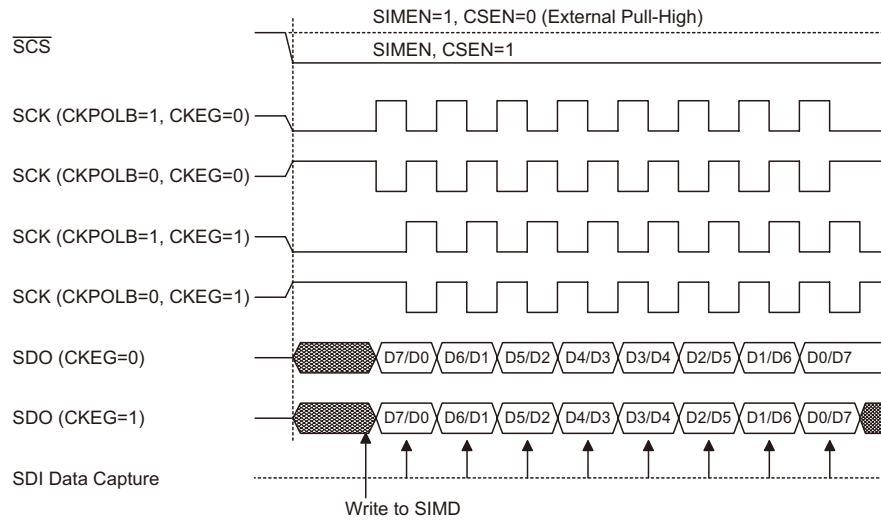 SIMEN=1, CSEN=0 (External Pull-High)
SCS
SIMEN, CSEN=1
SCK (CKPOLB=1, CKEG=0)
SCK (CKPOLB=0, CKEG=0)
SCK (CKPOLB=1, CKEG=1)
SCK (CKPOLB=0, CKEG=1)
SDO (CKEG=0) D7/D0 D6/D1 D5/D2 D4/D3 D3/D4 D2/D5 D1/D6 D0/D7
SDO (CKEG=1) D7/D0 D6/D1 D5/D2 D4/D3 D3/D4 D2/D5 D1/D6 D0/D7
SDI Data Capture
Write to SIMD